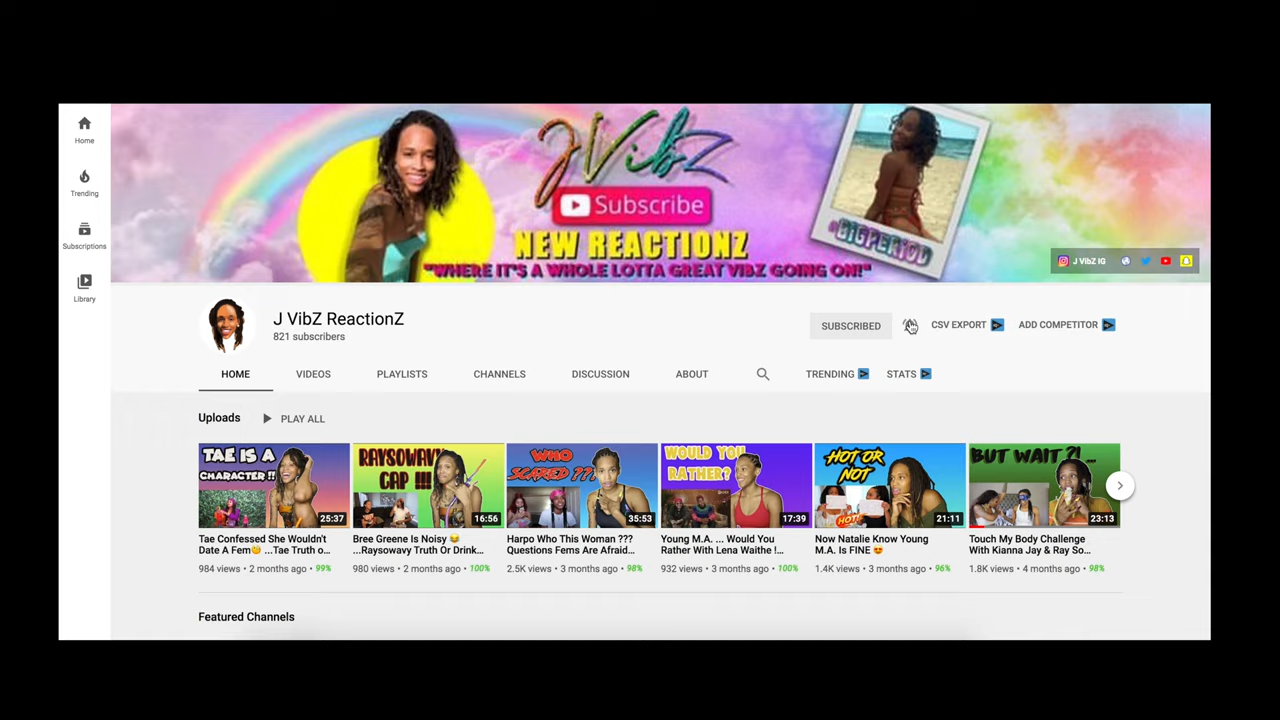 Home
Trending
Subscriptions
Library
JVibZ
Subscribe
NEW REACTIONZ
"WHERE IT'S A WHOLE LOTTA GREAT VIBZ GOING ON!"
#BIGPERIOD
J VibZ IG
J VibZ ReactionZ
821 subscribers
SUBSCRIBED
CSV EXPORT
ADD COMPETITOR
HOME
VIDEOS
PLAYLISTS
CHANNELS
DISCUSSION
ABOUT
TRENDING
STATS
Uploads
PLAY ALL
TAE IS A
CHARACTER!!
25:37
Tae Confessed She Wouldn't
Date A Fem😏 ...Tae Truth o...
984 views • 2 months ago • 99%
RAYSOWAVY
CAP !!!
16:56
Bree Greene Is Noisy 😂
...Raysowavy Truth Or Drink...
980 views • 2 months ago • 100%
WHO
SCARED ???
35:53
Harpo Who This Woman ???
Questions Fems Are Afraid...
2.5K views • 3 months ago • 98%
WOULD YOU
RATHER?
17:39
Young M.A. ... Would You
Rather With Lena Waithe !...
932 views • 3 months ago • 100%
HOT OR
NOT
HOT!
21:11
Now Natalie Know Young
M.A. Is FINE 😍
1.4K views • 3 months ago • 96%
BUT WAIT ?! ...
23:13
Touch My Body Challenge
With Kianna Jay & Ray So...
1.8K views • 4 months ago • 98%
Featured Channels